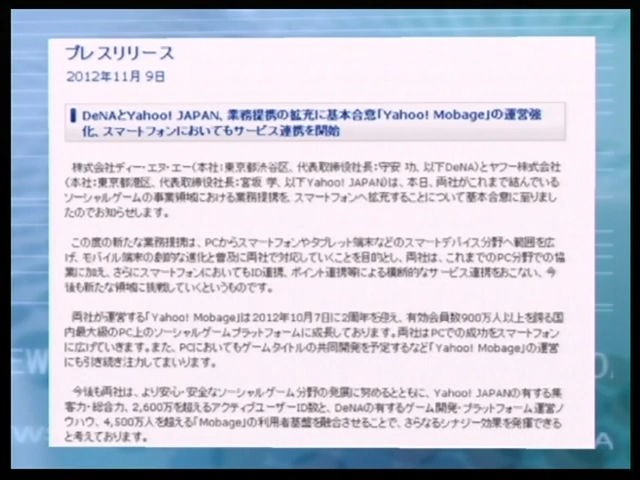 プレスリリース
2012年11月 9日
DeNAとYahoo! JAPAN、業務提携の拡充に基本合意「Yahoo! Mobage」の運営強
化、スマートフォンにおいてもサービス連携を開始
株式会社ディー・エヌ・エー(本社:東京都渋谷区、代表取締役社長:守安 功、以下DeNA)とヤフー株式会社
(本社:東京都港区、代表取締役社長:宮坂 学、以下Yahoo! JAPAN)は、本日、両社がこれまで結んでいる
ソーシャルゲームの事業領域における業務提携を、スマートフォンへ拡充することについて基本合意に至りまし
たのでお知らせします。
この度の新たな業務提携は、PCからスマートフォンやタブレット端末などのスマートデバイス分野へ範囲を広
げ、モバイル端末の劇的な進化と普及に両社で対応していくことを目的とし、両社は、これまでのPC分野での協
業に加え、さらにスマートフォンにおいてもID連携、ポイント連携等による横断的なサービス連携をおこない、今
後も新たな領域に挑戦していくというものです。
両社が運営する「Yahoo! Mobage」は2012年10月7日に2周年を迎え、有効会員数900万人以上を誇る国
内最大級のPC上のソーシャルゲームプラットフォームに成長しております。両社はPCでの成功をスマートフォン
に広げていきます。また、PCにおいてもゲームタイトルの共同開発を予定するなど「Yahoo! Mobage」の運営
にも引き続き注力してまいります。
今後も両社は、より安心・安全なソーシャルゲーム分野の発展に努めるとともに、Yahoo! JAPANの有する集
客力・総合力、2,600万を超えるアクティブユーザーID数と、DeNAの有するゲーム開発・プラットフォーム運営ノ
ウハウ、4,500万人を超える「Mobage」の利用者基盤を融合させることで、さらなるシナジー効果を発揮できる
と考えております。